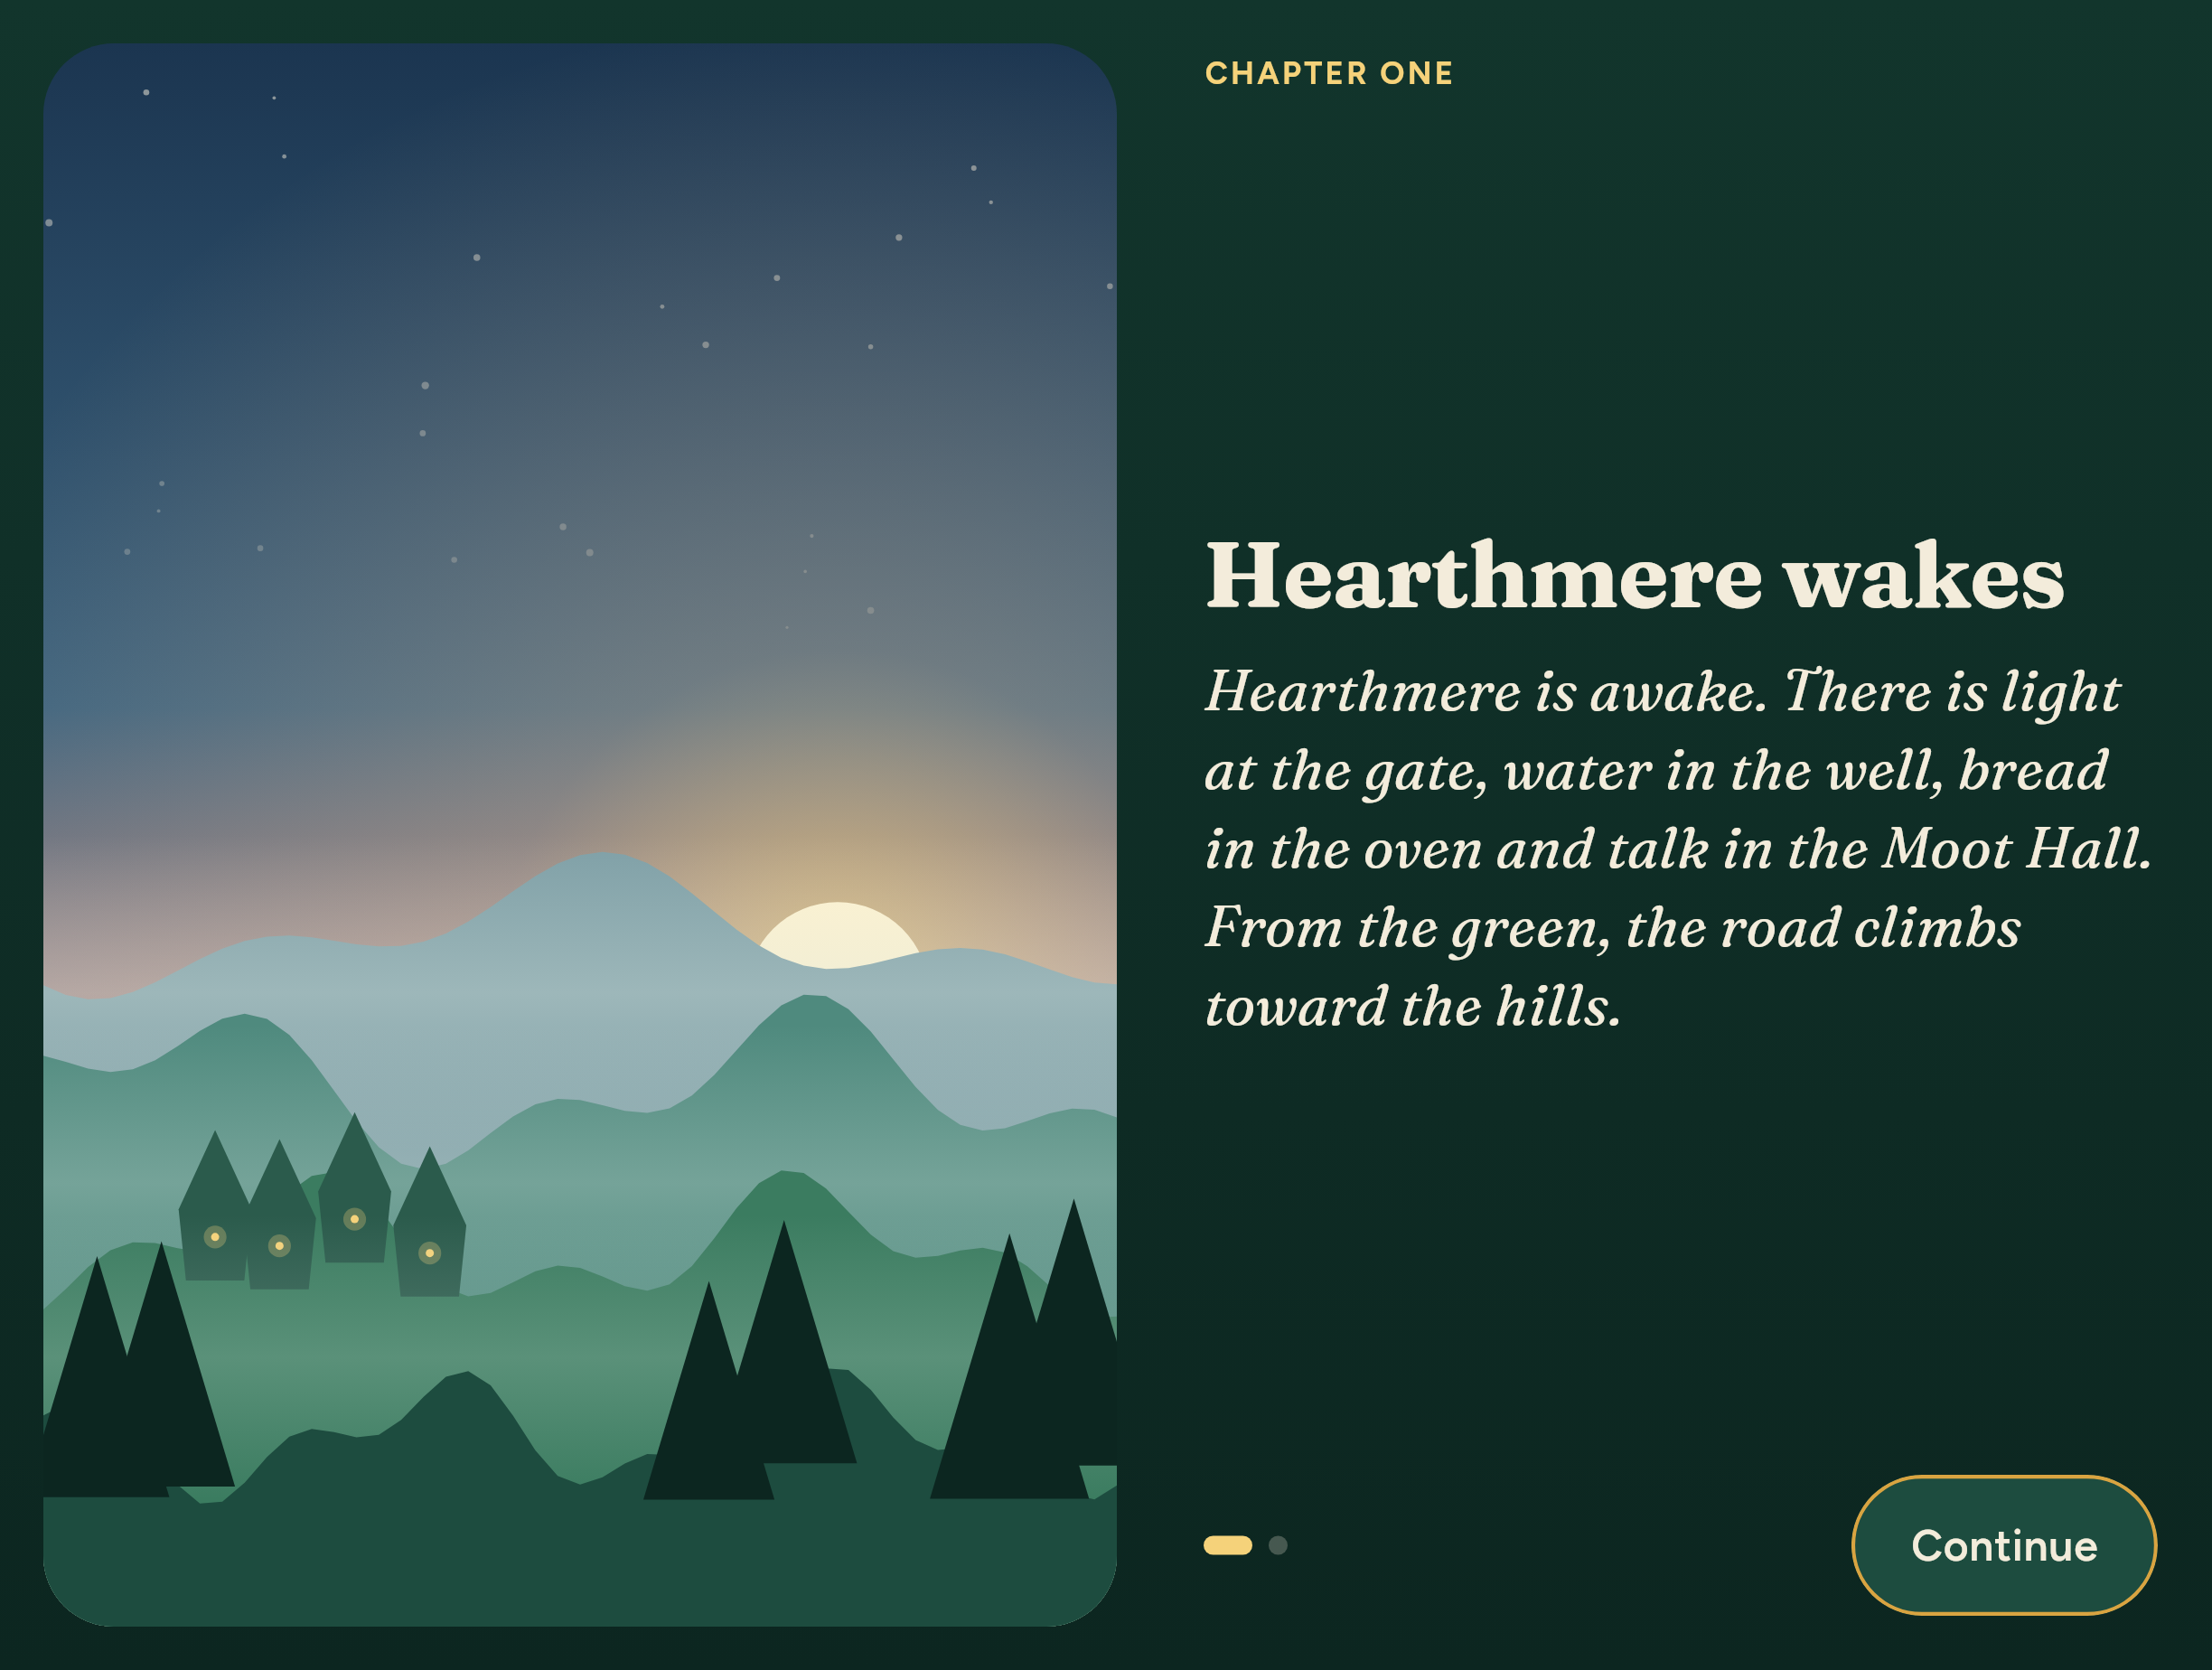 CHAPTER ONE
Hearthmere wakes
Hearthmere is awake. There is light
at the gate, water in the well, bread
in the oven and talk in the Moot Hall.
From the green, the road climbs
toward the hills.
Continue